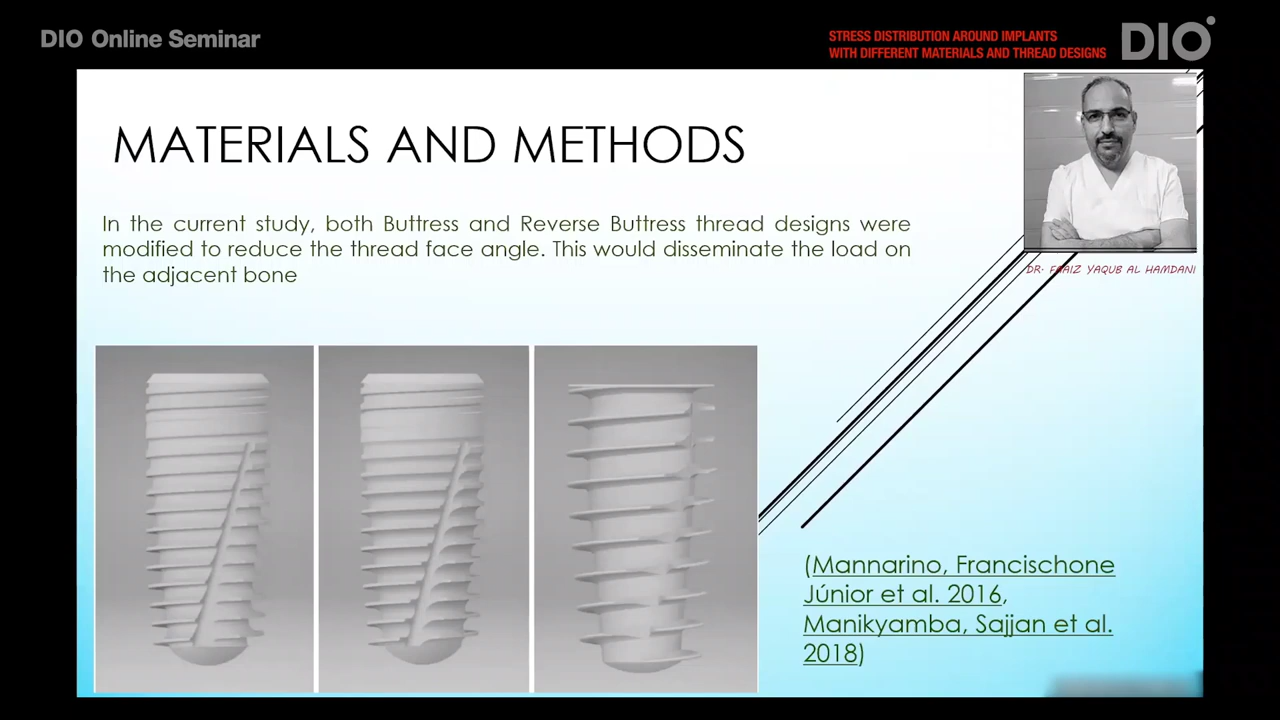 DIO Online Seminar
STRESS DISTRIBUTION AROUND IMPLANTS
WITH DIFFERENT MATERIALS AND THREAD DESIGNS
DIO
MATERIALS AND METHODS
In the current study, both Buttress and Reverse Buttress thread designs were
modified to reduce the thread face angle. This would disseminate the load on
the adjacent bone
DR. FAAIZ YAQUB AL HAMDANI
(Mannarino, Francischone
Júnior et al. 2016,
Manikyamba, Sajjan et al.
2018)